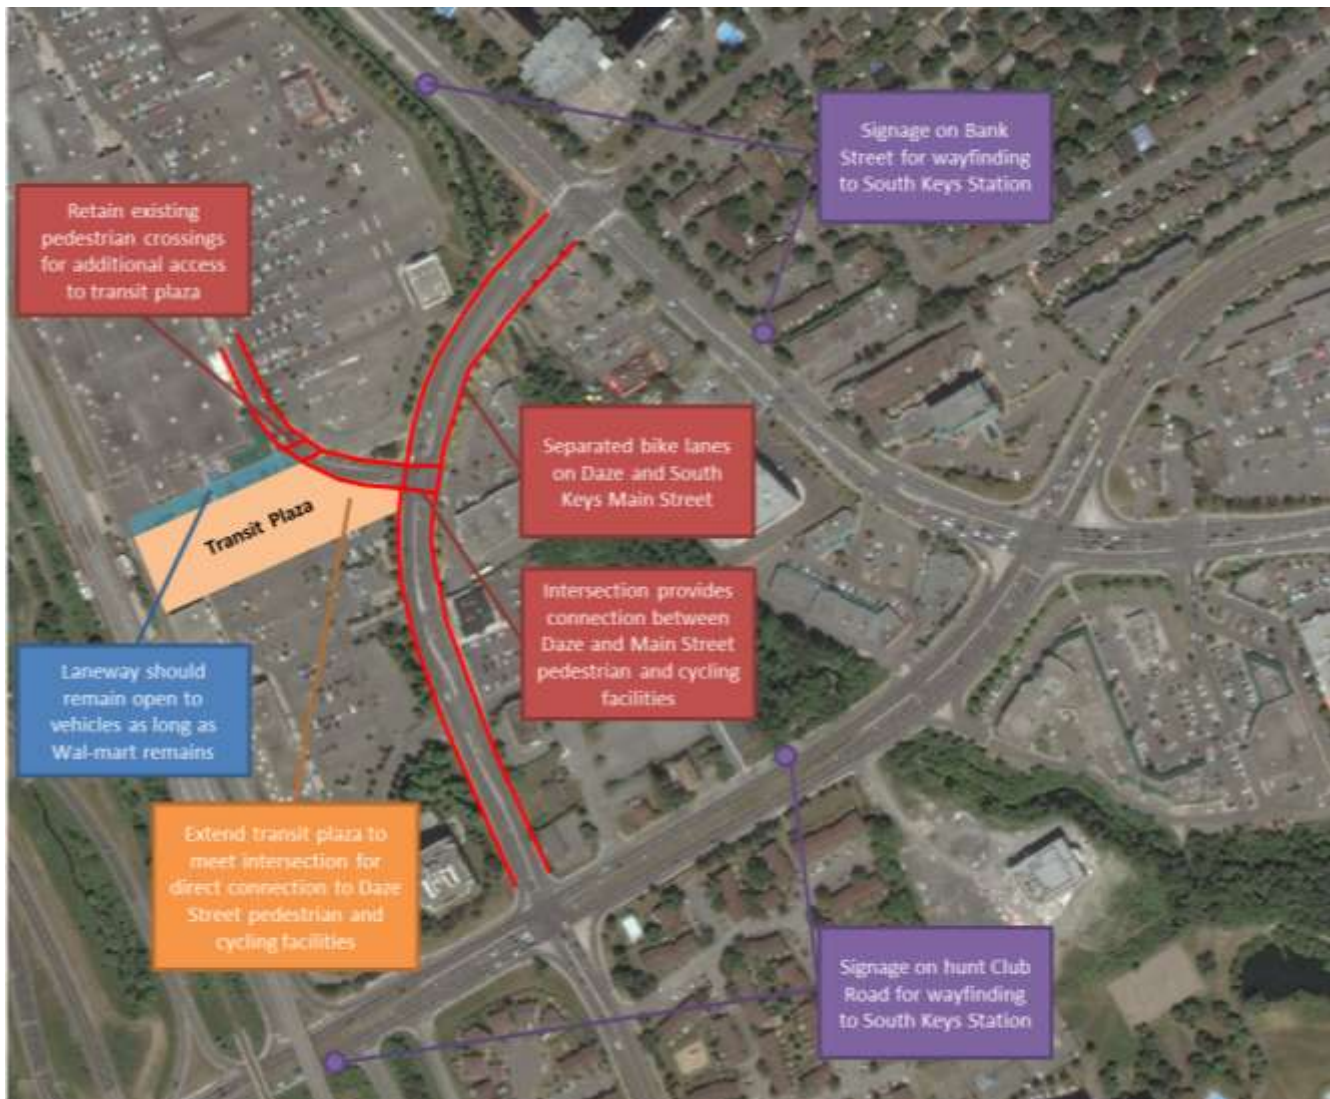 Signage on Bank
Street for wayfinding
to South Keys Station
Retain existing
pedestrian crossings
for additional access
to transit plaza
Separated bike lanes
on Daze and South
Keys Main Street
Transit Plaza
Intersection provides
connection between
Daze and Main Street
pedestrian and cycling
facilities
Laneway should
remain open to
vehicles as long as
Wal-mart remains
Extend transit plaza to
meet intersection for
direct connection to Daze
Street pedestrian and
cycling facilities
Signage on hunt Club
Road for wayfinding
to South Keys Station